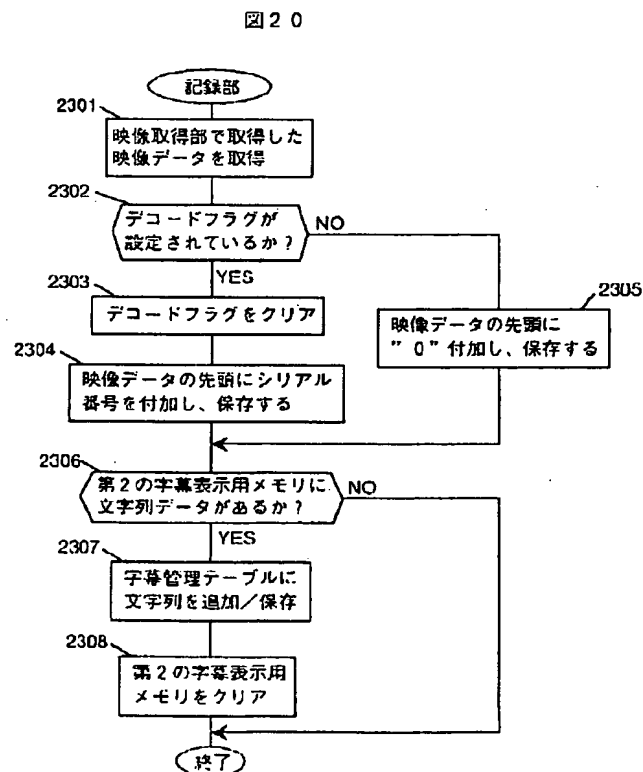 図20
記録部
2301
映像取得部で取得した
映像データを取得
2302
デコードフラグが
設定されているか？
NO
YES
2303
デコードフラグをクリア
2304
映像データの先頭にシリアル
番号を付加し、保存する
2305
映像データの先頭に
"0"付加し、保存する
2306
第2の字幕表示用メモリに
文字列データがあるか？
NO
YES
2307
字幕管理テーブルに
文字列を追加／保存
2308
第2の字幕表示用
メモリをクリア
終了